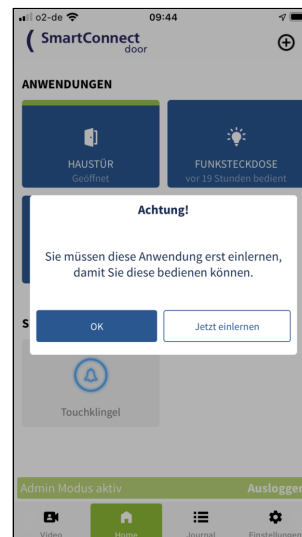 o2-de 09:44
SmartConnect
door
ANWENDUNGEN
HAUSTÜR
Geöffnet
FUNKSTECKDOSE
vor 19 Stunden bedient
Achtung!
Sie müssen diese Anwendung erst einlernen,
damit Sie diese bedienen können.
OK
Jetzt einlernen
S
Touchklingel
Admin Modus aktiv
Ausloggen
Video
Home
Journal
Einstellungen